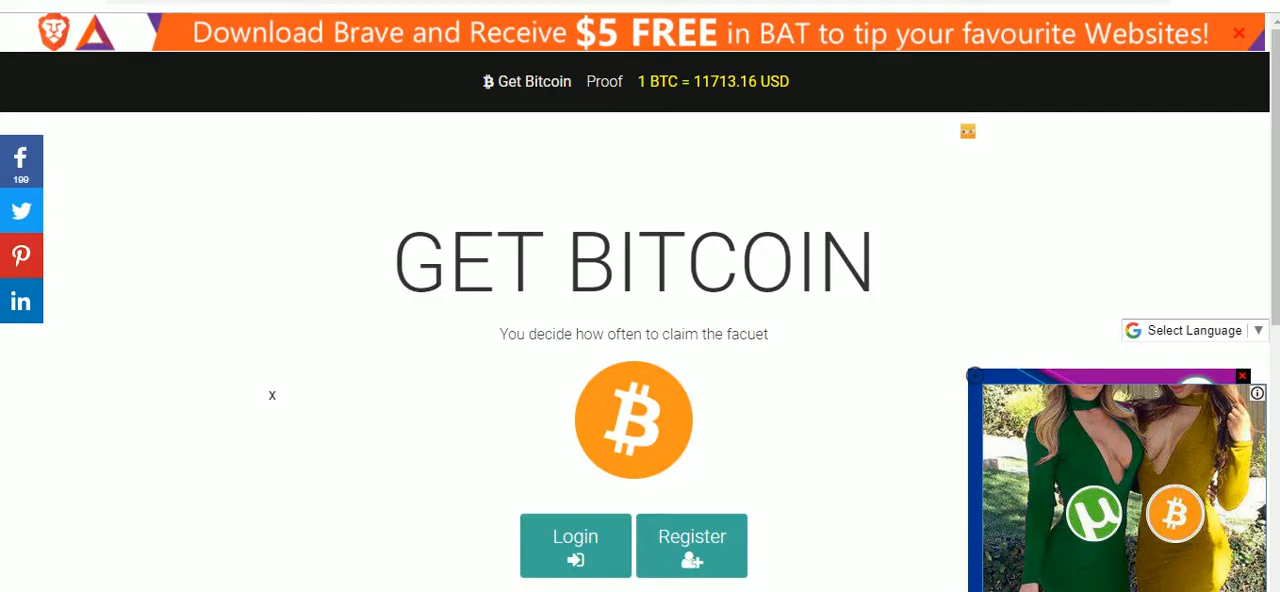 Download Brave and Receive $5 FREE in BAT to tip your favourite Websites!
Get Bitcoin Proof 1 BTC = 11713.16 USD
199
GET BITCOIN
Select Language
You decide how often to claim the facuet
x
Login
Register